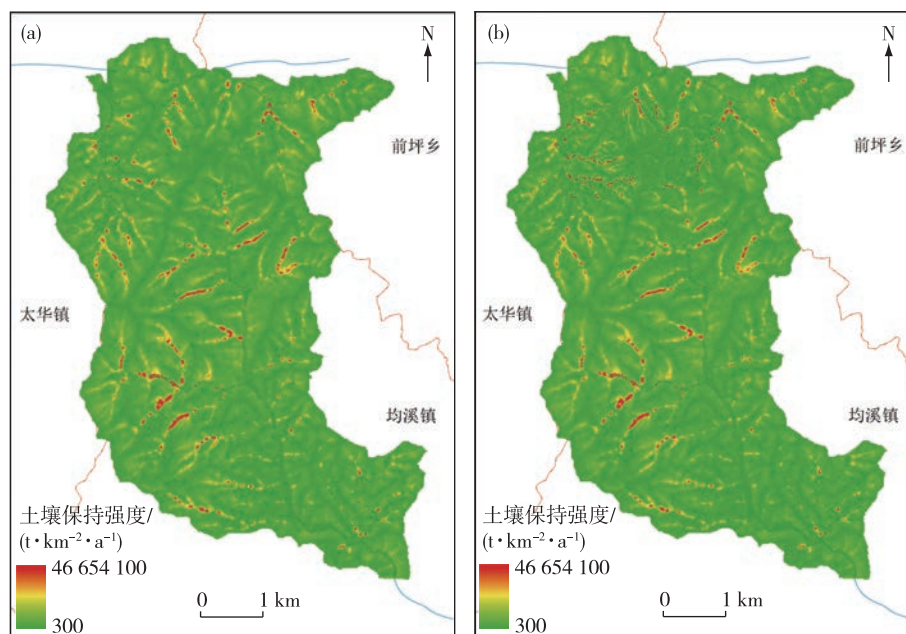 (a)
N
前坪乡
太华镇
均溪镇
土壤保持强度/
(t·km⁻²·a⁻¹)
46 654 100
300
0 1 km
(b)
N
前坪乡
太华镇
均溪镇
土壤保持强度/
(t·km⁻²·a⁻¹)
46 654 100
300
0 1 km